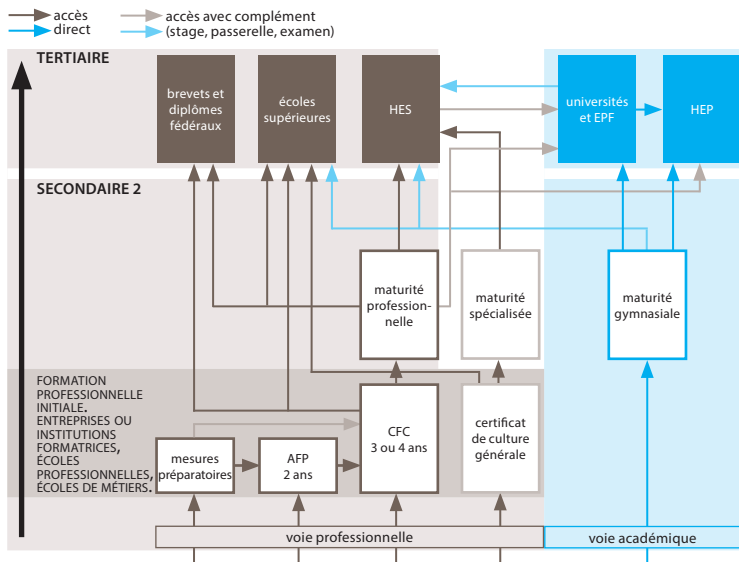 accès
direct
accès avec complément
(stage, passerelle, examen)
TERTIAIRE
brevets et
diplômes
fédéraux
écoles
supérieures
HES
universités
et EPF
HEP
SECONDAIRE 2
maturité
profession-
nelle
maturité
spécialisée
maturité
gymnasiale
FORMATION
PROFESSIONNELLE
INITIALE.
ENTREPRISES OU
INSTITUTIONS
FORMATRICES,
ÉCOLES
PROFESSIONNELLES,
ÉCOLES DE MÉTIERS.
mesures
préparatoires
AFP
2 ans
CFC
3 ou 4 ans
certificat
de culture
générale
voie professionnelle
voie académique